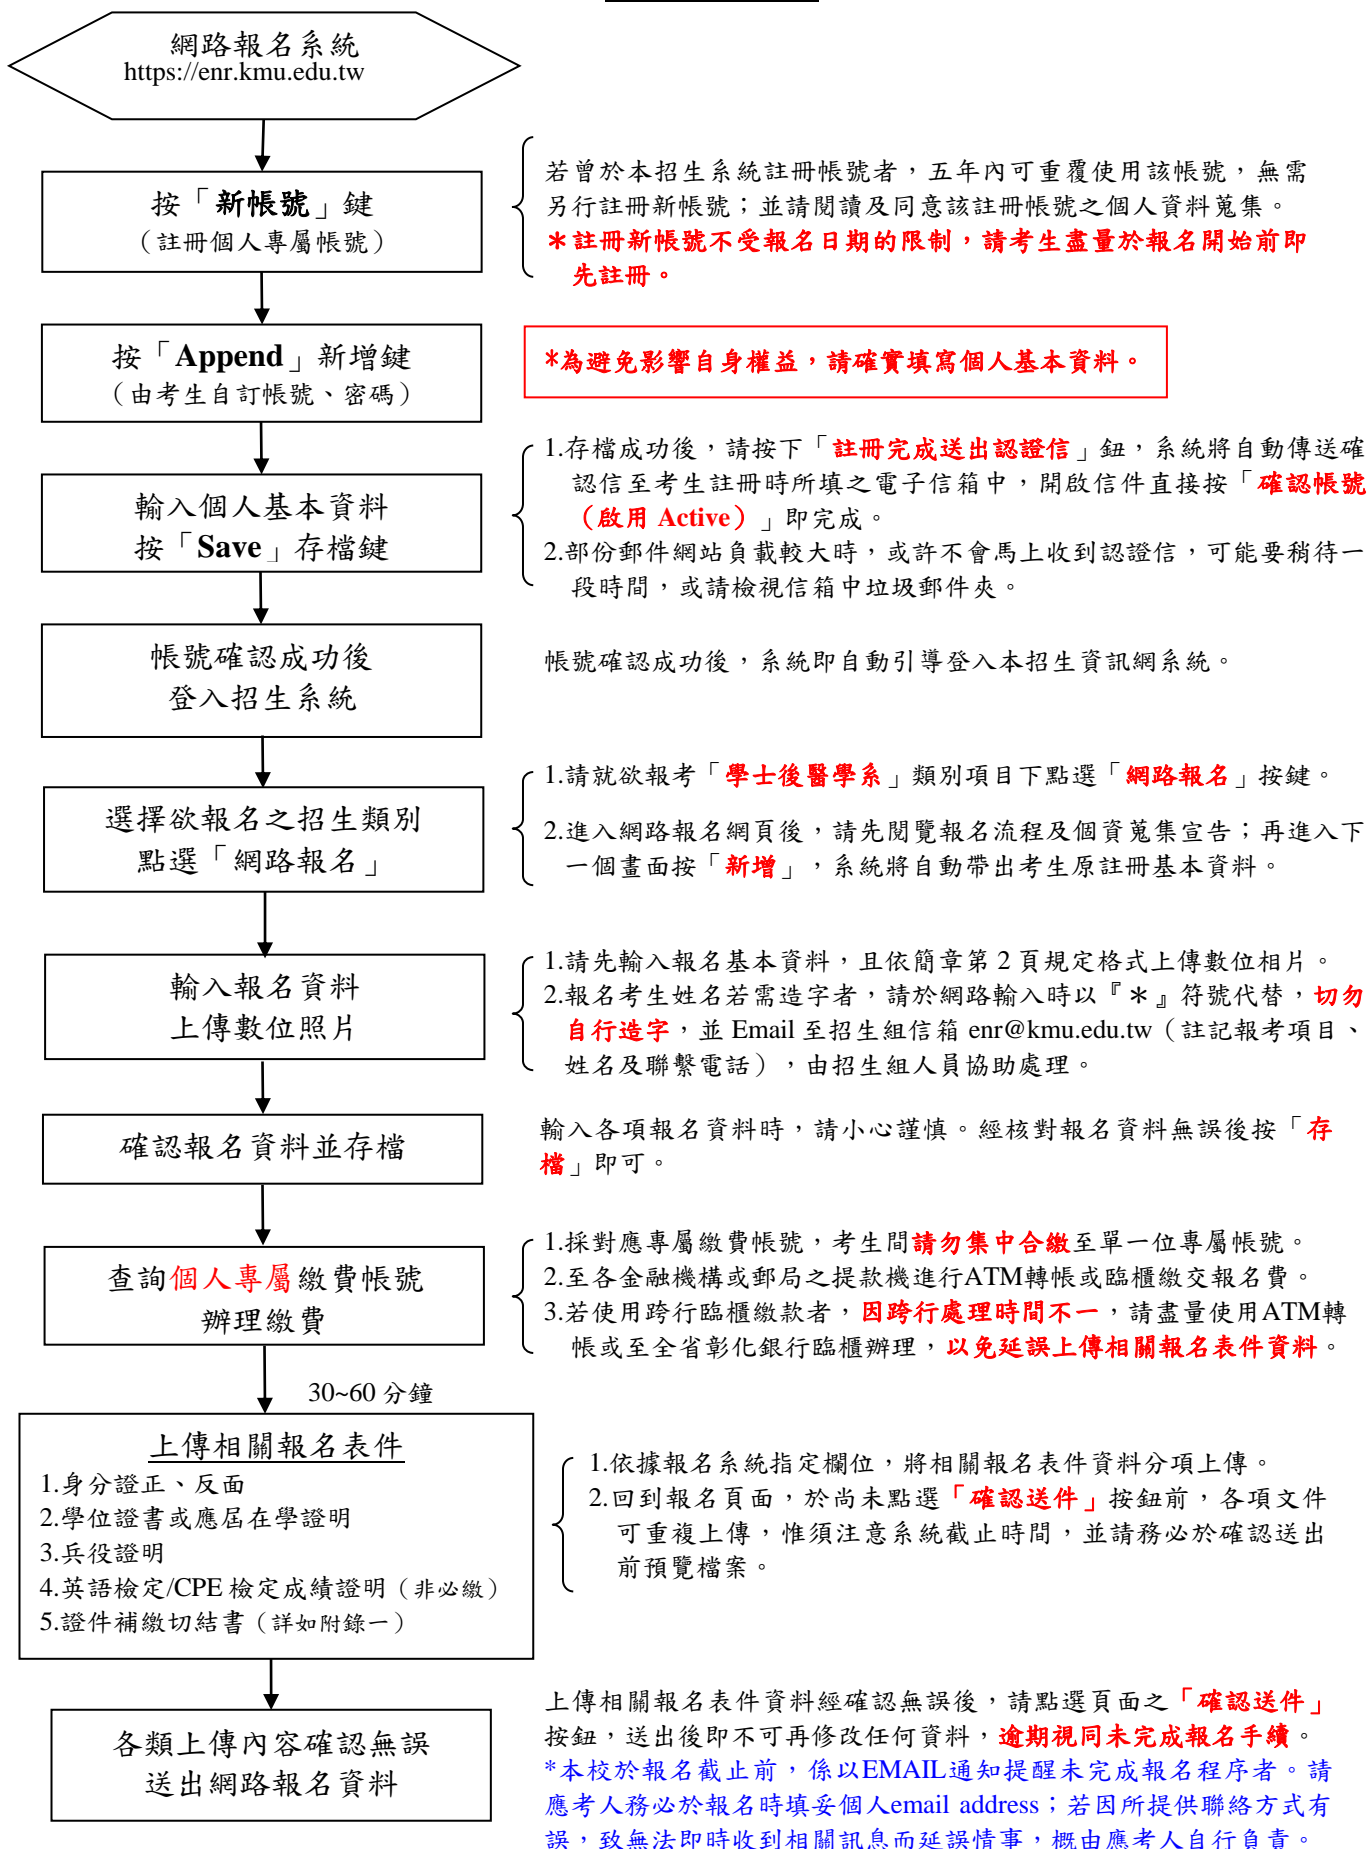 網路報名系統
https://enr.kmu.edu.tw
按「新帳號」鍵
（註冊個人專屬帳號）
若曾於本招生系統註冊帳號者，五年內可重覆使用該帳號，無需
另行註冊新帳號；並請閱讀及同意該註冊帳號之個人資料蒐集。
＊註冊新帳號不受報名日期的限制，請考生盡量於報名開始前即
先註冊。
按「Append」新增鍵
（由考生自訂帳號、密碼）
*為避免影響自身權益，請確實填寫個人基本資料。
輸入個人基本資料
按「Save」存檔鍵
1.存檔成功後，請按下「註冊完成送出認證信」鈕，系統將自動傳送確
認信至考生註冊時所填之電子信箱中，開啟信件直接按「確認帳號
（啟用 Active）」即完成。
2.部份郵件網站負載較大時，或許不會馬上收到認證信，可能要稍待一
段時間，或請檢視信箱中垃圾郵件夾。
帳號確認成功後
登入招生系統
帳號確認成功後，系統即自動引導登入本招生資訊網系統。
選擇欲報名之招生類別
點選「網路報名」
1.請就欲報考「學士後醫學系」類別項目下點選「網路報名」按鍵。
2.進入網路報名網頁後，請先閱覽報名流程及個資蒐集宣告；再進入下
一個畫面按「新增」，系統將自動帶出考生原註冊基本資料。
輸入報名資料
上傳數位照片
1.請先輸入報名基本資料，且依簡章第 2 頁規定格式上傳數位相片。
2.報名考生姓名若需造字者，請於網路輸入時以『＊』符號代替，切勿
自行造字，並 Email 至招生組信箱 enr@kmu.edu.tw（註記報考項目、
姓名及聯繫電話），由招生組人員協助處理。
確認報名資料並存檔
輸入各項報名資料時，請小心謹慎。經核對報名資料無誤後按「存
檔」即可。
查詢個人專屬繳費帳號
辦理繳費
1.採對應專屬繳費帳號，考生間請勿集中合繳至單一位專屬帳號。
2.至各金融機構或郵局之提款機進行ATM轉帳或臨櫃繳交報名費。
3.若使用跨行臨櫃繳款者，因跨行處理時間不一，請盡量使用ATM轉
帳或至全省彰化銀行臨櫃辦理，以免延誤上傳相關報名表件資料。
30~60 分鐘
上傳相關報名表件
1.身分證正、反面
2.學位證書或應屆在學證明
3.兵役證明
4.英語檢定/CPE 檢定成績證明（非必繳）
5.證件補繳切結書（詳如附錄一）
1.依據報名系統指定欄位，將相關報名表件資料分項上傳。
2.回到報名頁面，於尚未點選「確認送件」按鈕前，各項文件
可重複上傳，惟須注意系統截止時間，並請務必於確認送出
前預覽檔案。
各類上傳內容確認無誤
送出網路報名資料
上傳相關報名表件資料經確認無誤後，請點選頁面之「確認送件」
按鈕，送出後即不可再修改任何資料，逾期視同未完成報名手續。
*本校於報名截止前，係以EMAIL通知提醒未完成報名程序者。請
應考人務必於報名時填妥個人email address；若因所提供聯絡方式有
誤，致無法即時收到相關訊息而延誤情事，概由應考人自行負責。